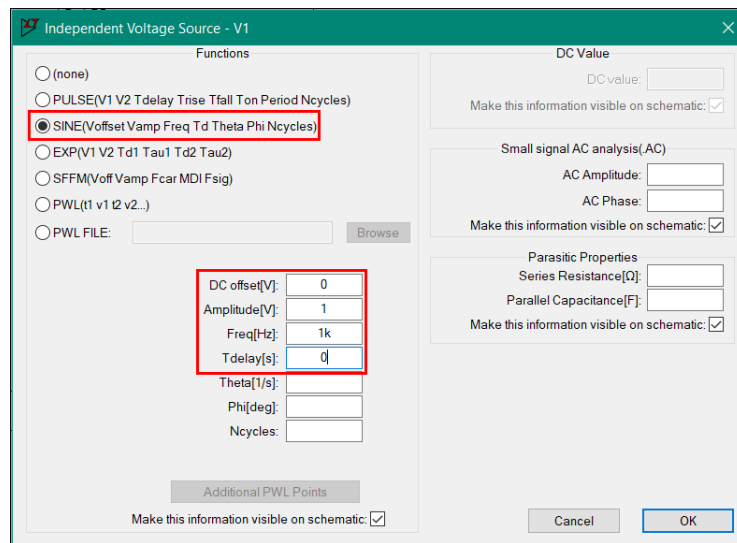 Independent Voltage Source - V1
Functions
(none)
PULSE(V1 V2 Tdelay Trise Tfall Ton Period Ncycles)
SINE(Voffset Vamp Freq Td Theta Phi Ncycles)
EXP(V1 V2 Td1 Tau1 Td2 Tau2)
SFFM(Voff Vamp Fcar MDI Fsig)
PWL(t1 v1 t2 v2...)
PWL FILE: Browse
DC offset[V]: 0
Amplitude[V]: 1
Freq[Hz]: 1k
Tdelay[s]: 0
Theta[1/s]:
Phi[deg]:
Ncycles:
Additional PWL Points
Make this information visible on schematic:
DC Value
DC value:
Make this information visible on schematic:
Small signal AC analysis(.AC)
AC Amplitude:
AC Phase:
Make this information visible on schematic:
Parasitic Properties
Series Resistance[Ω]:
Parallel Capacitance[F]:
Make this information visible on schematic:
Cancel OK